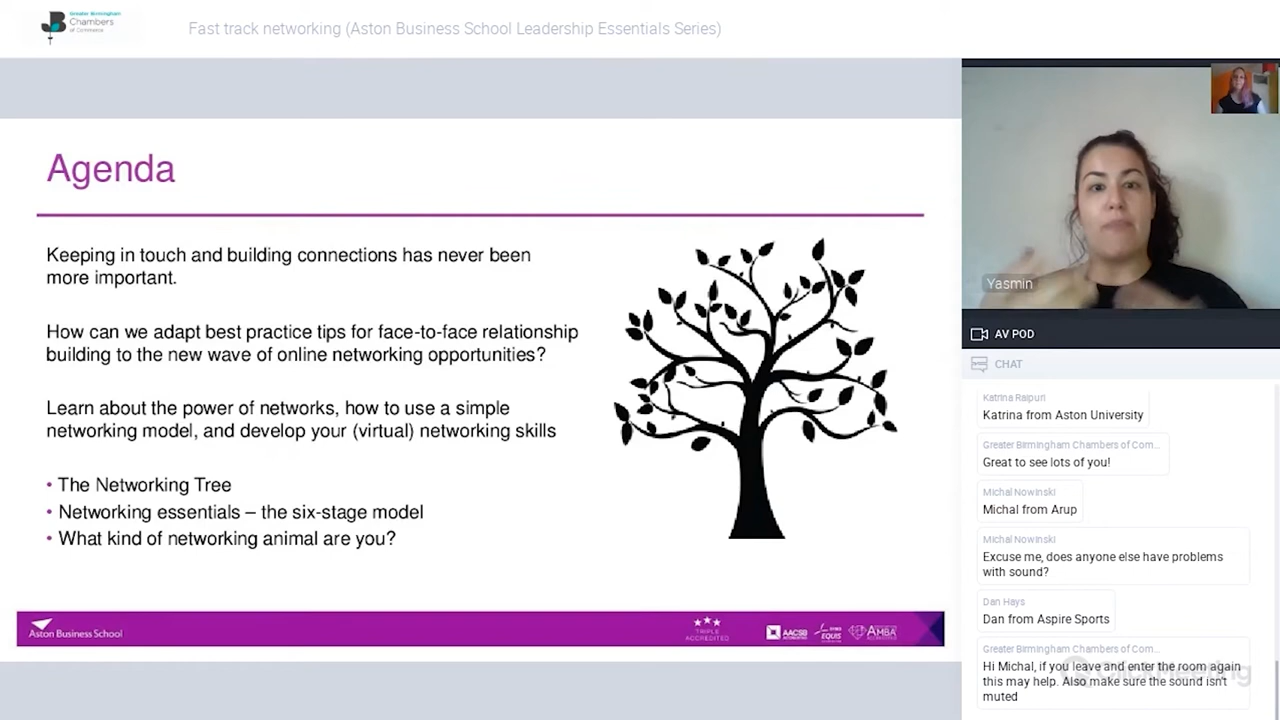 Greater Birmingham
Chambers
of Commerce
Fast track networking (Aston Business School Leadership Essentials Series)
Agenda
Keeping in touch and building connections has never been
more important.
How can we adapt best practice tips for face-to-face relationship
building to the new wave of online networking opportunities?
Learn about the power of networks, how to use a simple
networking model, and develop your (virtual) networking skills
• The Networking Tree
• Networking essentials – the six-stage model
• What kind of networking animal are you?
Aston Business School
TRIPLE
ACCREDITED
AACSB
ACCREDITED
EQUIS
AMBA
Yasmin
AV POD
CHAT
Katrina Raipuri
Katrina from Aston University
Greater Birmingham Chambers of Com...
Great to see lots of you!
Michal Nowinski
Michal from Arup
Michal Nowinski
Excuse me, does anyone else have problems
with sound?
Dan Hays
Dan from Aspire Sports
Greater Birmingham Chambers of Com...
Hi Michal, if you leave and enter the room again
this may help. Also make sure the sound isn't
muted
ClickMeeting